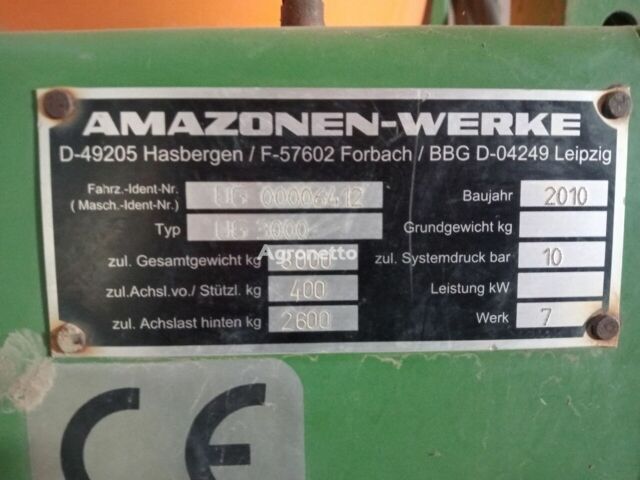 AMAZONEN-WERKE
D-49205 Hasbergen / F-57602 Forbach / BBG D-04249 Leipzig
Fahrz.-Ident-Nr. UG 00006412 Baujahr 2010
( Masch.-Ident-Nr.)
Typ UG 3000 Grundgewicht kg
Agronetto
zul. Gesamtgewicht kg 3000 zul. Systemdruck bar 10
zul.Achsl.vo./ Stützl. kg 400 Leistung kW
zul. Achslast hinten kg 2600 Werk 7
CE